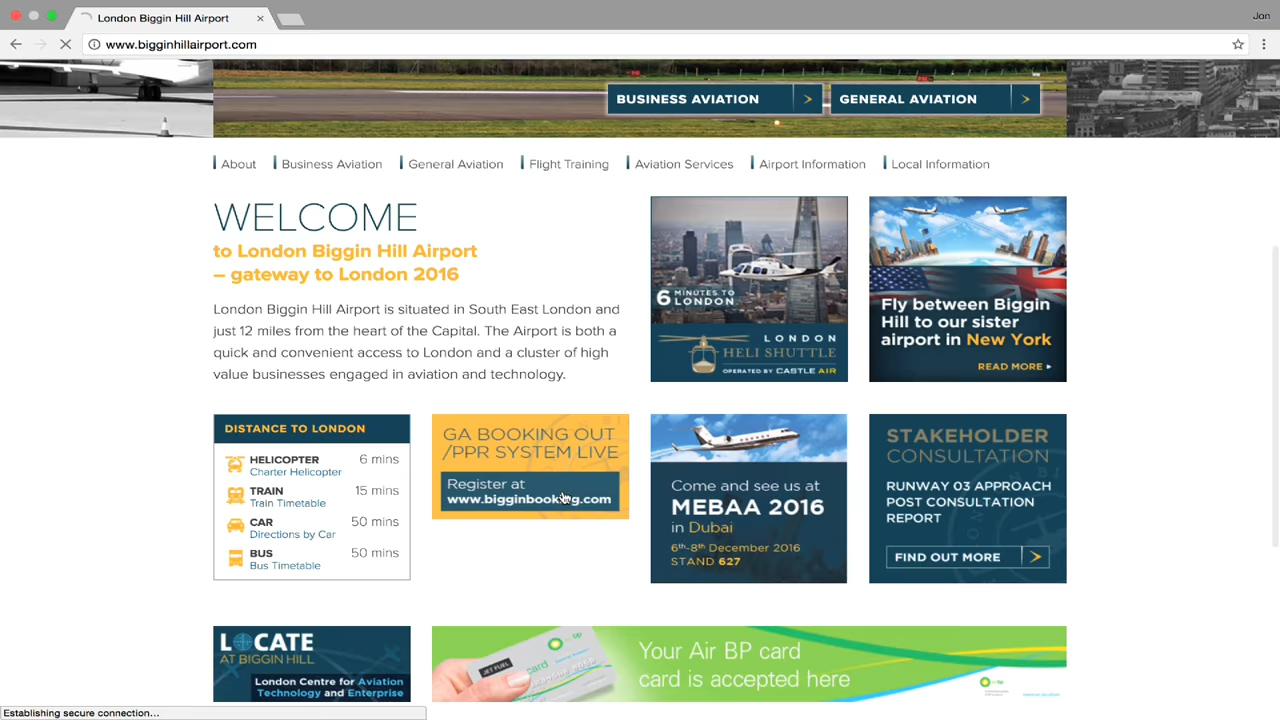 London Biggin Hill Airport
Jon
www.bigginhillairport.com
BUSINESS AVIATION
GENERAL AVIATION
About
Business Aviation
General Aviation
Flight Training
Aviation Services
Airport Information
Local Information
WELCOME
to London Biggin Hill Airport
– gateway to London 2016
London Biggin Hill Airport is situated in South East London and
just 12 miles from the heart of the Capital. The Airport is both a
quick and convenient access to London and a cluster of high
value businesses engaged in aviation and technology.
6 MINUTES TO
LONDON
LONDON
HELI SHUTTLE
OPERATED BY CASTLE AIR
Fly between Biggin
Hill to our sister
airport in New York
READ MORE
DISTANCE TO LONDON
HELICOPTER 6 mins
Charter Helicopter
TRAIN 15 mins
Train Timetable
CAR 50 mins
Directions by Car
BUS 50 mins
Bus Timetable
GA BOOKING OUT
/PPR SYSTEM LIVE
Register at
www.bigginbooking.com
Come and see us at
MEBAA 2016
in Dubai
6th-8th December 2016
STAND 627
STAKEHOLDER
CONSULTATION
RUNWAY 03 APPROACH
POST CONSULTATION
REPORT
FIND OUT MORE
LOCATE
AT BIGGIN HILL
London Centre for Aviation
Technology and Enterprise
JET FUEL
card
bp
Your Air BP card
card is accepted here
bp
Establishing secure connection...